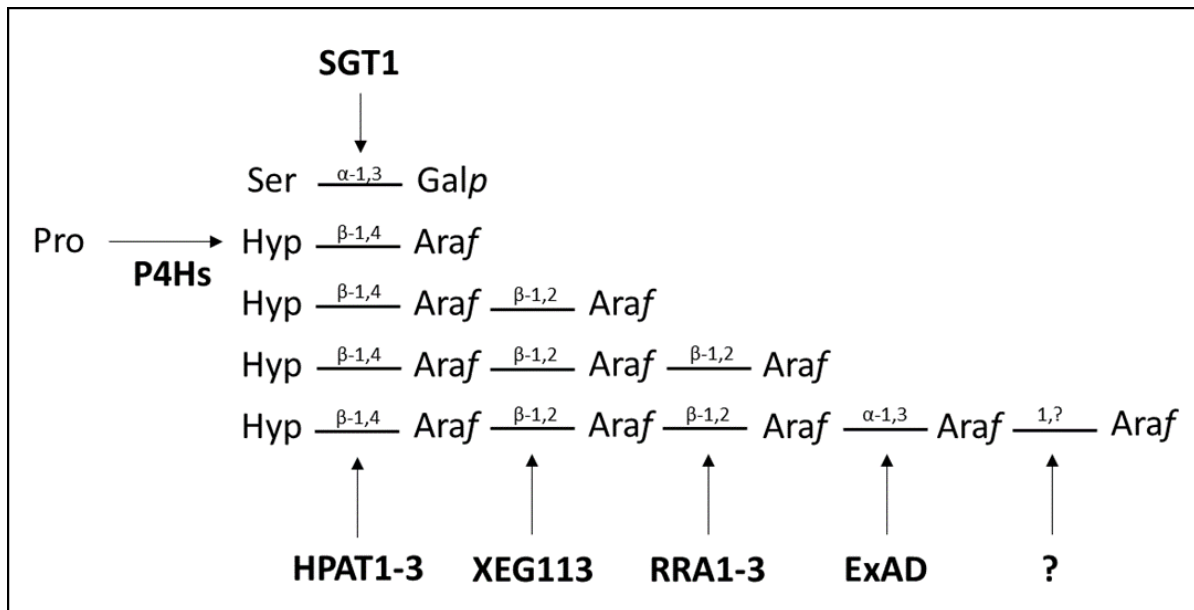 SGT1
Ser α-1,3 Galp
Pro P4Hs Hyp β-1,4 Araf
Hyp β-1,4 Araf β-1,2 Araf
Hyp β-1,4 Araf β-1,2 Araf β-1,2 Araf
Hyp β-1,4 Araf β-1,2 Araf β-1,2 Araf α-1,3 Araf 1,? Araf
HPAT1-3 XEG113 RRA1-3 ExAD ?